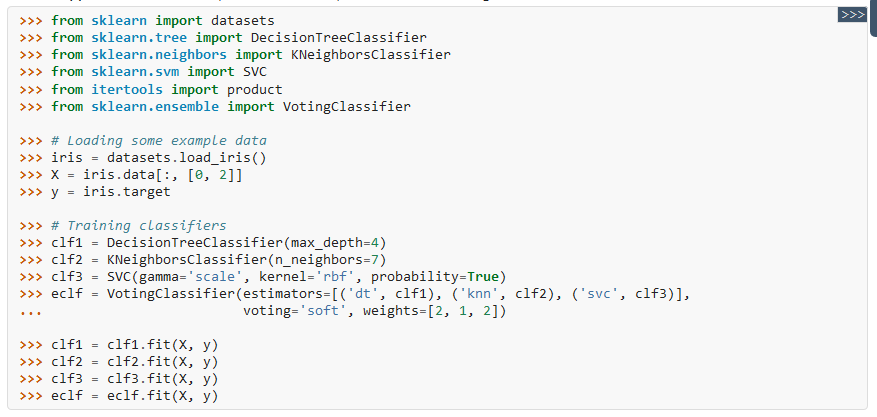 >>>
>>> from sklearn import datasets
>>> from sklearn.tree import DecisionTreeClassifier
>>> from sklearn.neighbors import KNeighborsClassifier
>>> from sklearn.svm import SVC
>>> from itertools import product
>>> from sklearn.ensemble import VotingClassifier
>>> # Loading some example data
>>> iris = datasets.load_iris()
>>> X = iris.data[:, [0, 2]]
>>> y = iris.target
>>> # Training classifiers
>>> clf1 = DecisionTreeClassifier(max_depth=4)
>>> clf2 = KNeighborsClassifier(n_neighbors=7)
>>> clf3 = SVC(gamma='scale', kernel='rbf', probability=True)
>>> eclf = VotingClassifier(estimators=[('dt', clf1), ('knn', clf2), ('svc', clf3)],
...                         voting='soft', weights=[2, 1, 2])
>>> clf1 = clf1.fit(X, y)
>>> clf2 = clf2.fit(X, y)
>>> clf3 = clf3.fit(X, y)
>>> eclf = eclf.fit(X, y)